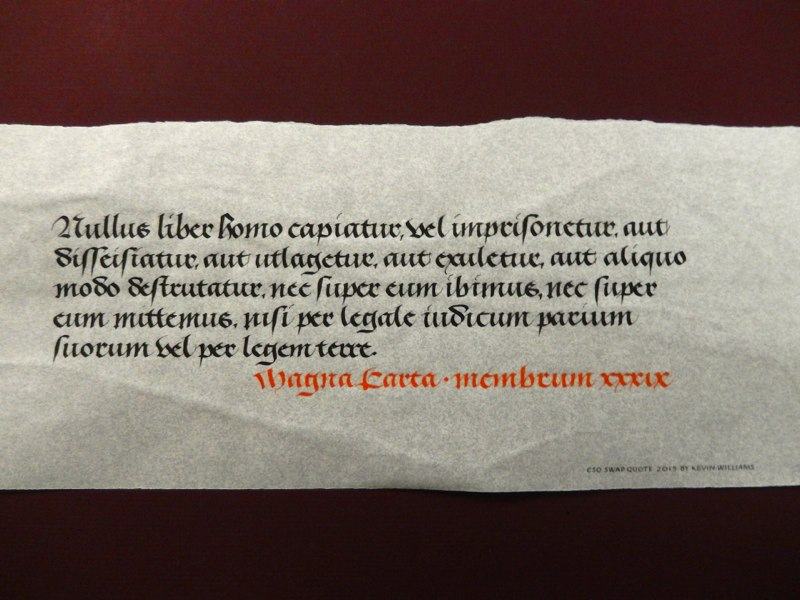 Nullus liber homo capiatur, vel imprisonetur, aut
disseisiatur, aut utlagetur, aut exuletur, aut aliquo
modo destrutatur, nec super eum ibimus, nec super
eum mittemus, nisi per legale iudicum parium
suorum vel per legem terre.
Magna Carta · membrum xxxix
CSO SWAP QUOTE 2015 BY KEVIN WILLIAMS